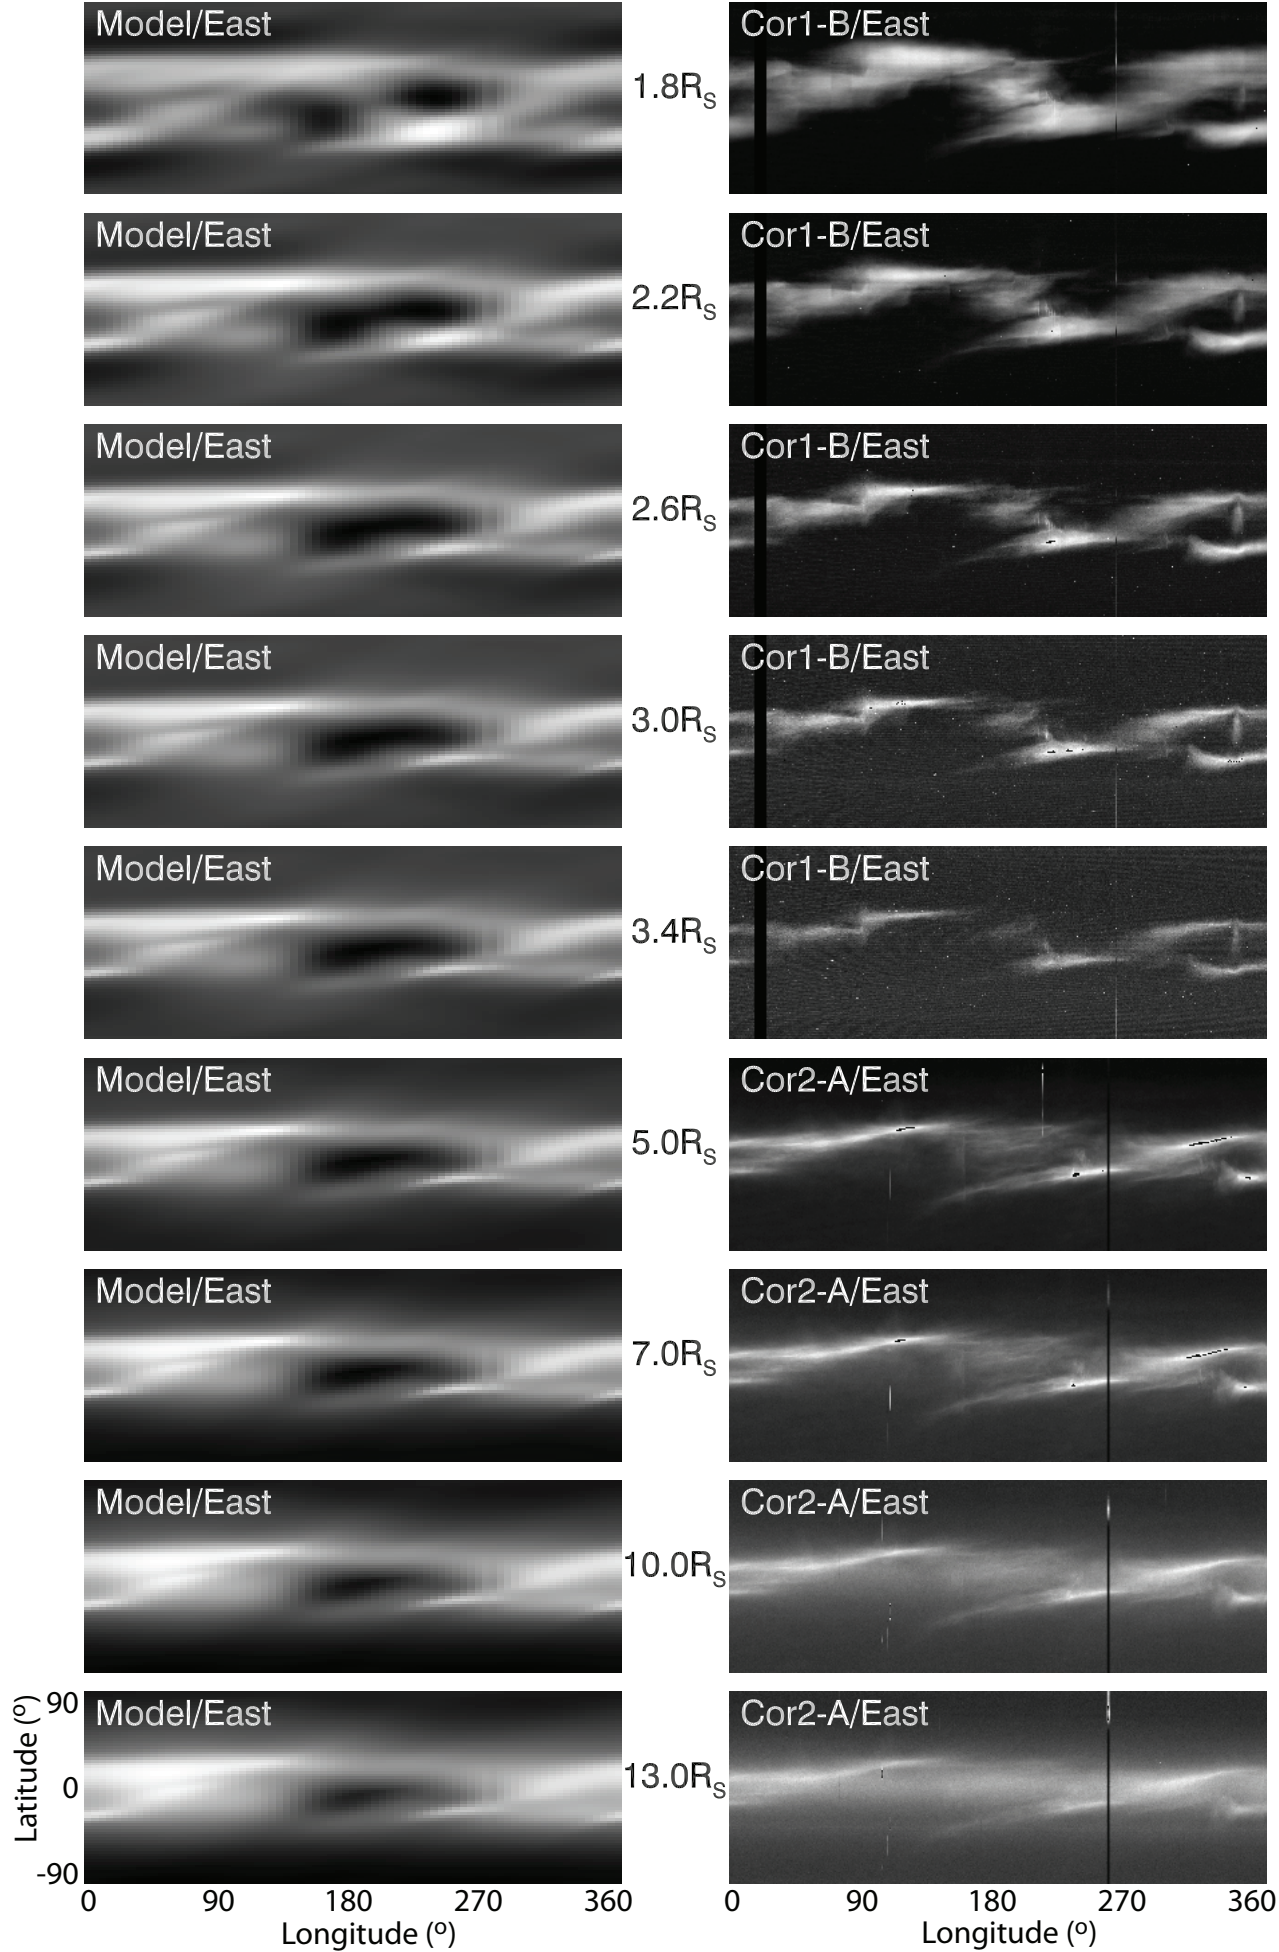 Model/East
1.8RS
Cor1-B/East
Model/East
2.2RS
Cor1-B/East
Model/East
2.6RS
Cor1-B/East
Model/East
3.0RS
Cor1-B/East
Model/East
3.4RS
Cor1-B/East
Model/East
5.0RS
Cor2-A/East
Model/East
7.0RS
Cor2-A/East
Model/East
10.0RS
Cor2-A/East
Model/East
13.0RS
Cor2-A/East
Latitude (º)
90
0
-90
0 90 180 270 360
Longitude (º)
0 90 180 270 360
Longitude (º)